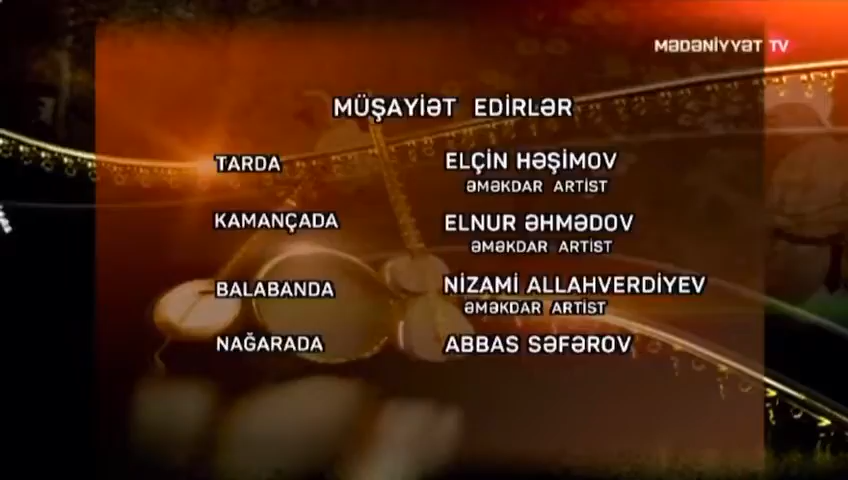 MƏDƏNİYYƏT TV
MÜŞAYİƏT EDİRLƏR
TARDA ELÇİN HƏŞİMOV
ƏMƏKDAR ARTİST
KAMANÇADA ELNUR ƏHMƏDOV
ƏMƏKDAR ARTİST
BALABANDA NİZAMİ ALLAHVERDİYEV
ƏMƏKDAR ARTİST
NAĞARADA ABBAS SƏFƏROV